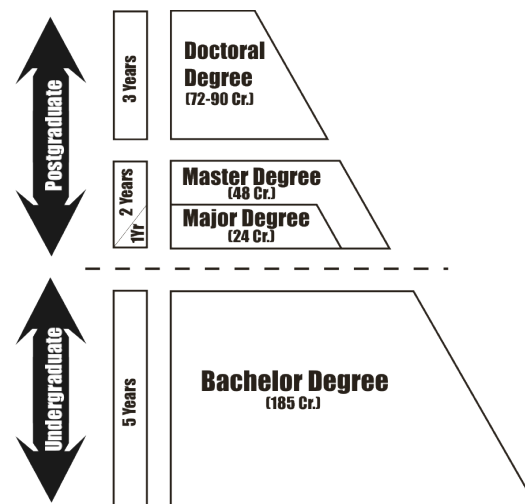 Postgraduate
3 Years
Doctoral
Degree
(72-90 Cr.)
2 Years
1Yr
Master Degree
(48 Cr.)
Major Degree
(24 Cr.)
Undergraduate
5 Years
Bachelor Degree
(185 Cr.)